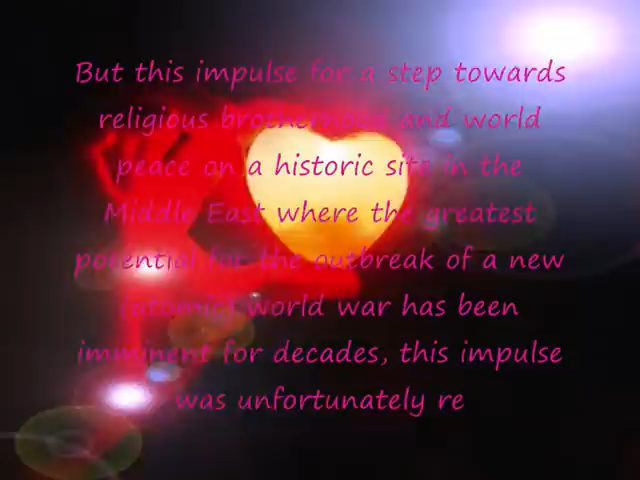 But this impulse for a step towards
religious brotherhood and world
peace on a historic site in the
Middle East where the greatest
potential for the outbreak of a new
(atomic) world war has been
imminent for decades, this impulse
was unfortunately re